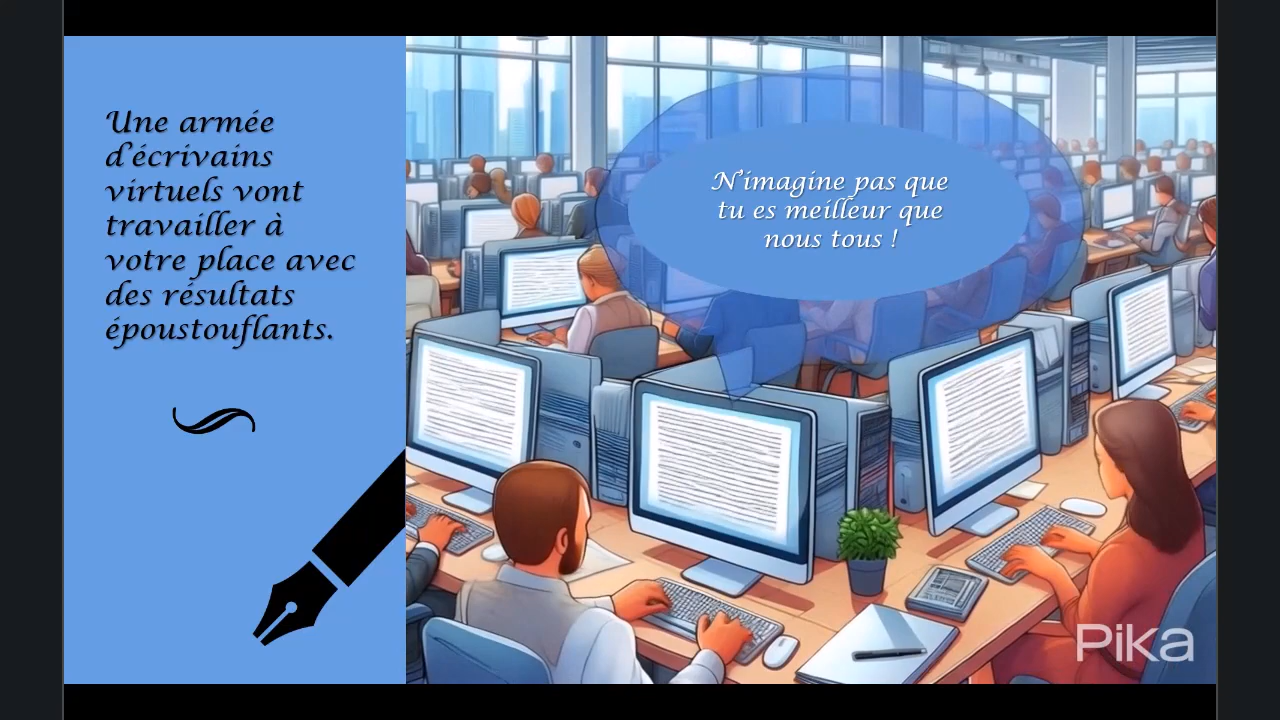 Une armée
d'écrivains
virtuels vont
travailler à
votre place avec
des résultats
époustouflants.
N'imagine pas que
tu es meilleur que
nous tous !
Pika